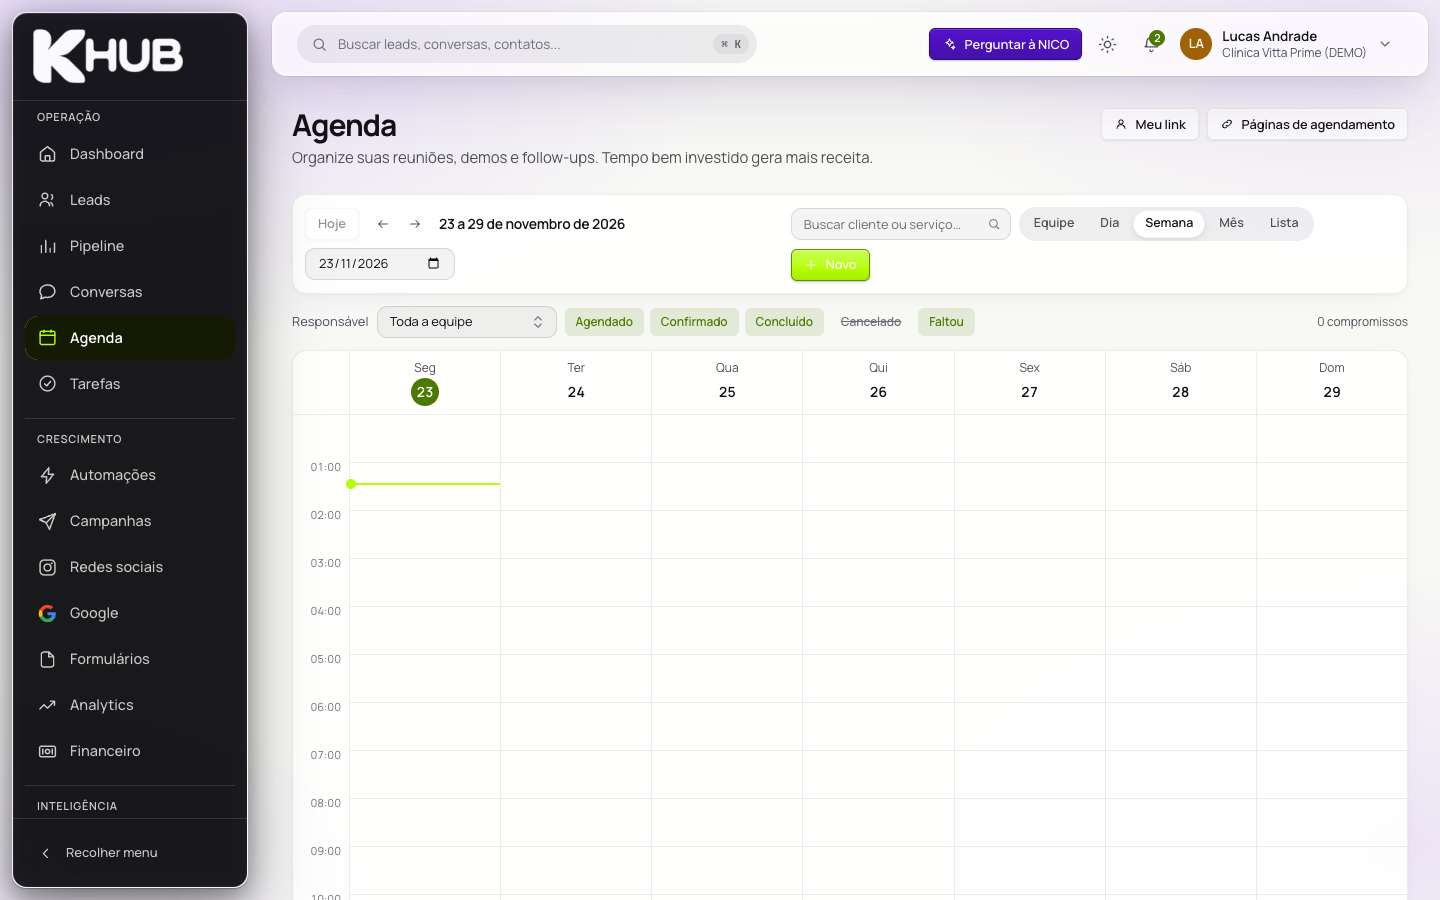 KHUB
OPERAÇÃO
Dashboard
Leads
Pipeline
Conversas
Agenda
Tarefas
CRESCIMENTO
Automações
Campanhas
Redes sociais
Google
Formulários
Analytics
Financeiro
INTELIGÊNCIA
Recolher menu
Buscar leads, conversas, contatos... ⌘ K
Perguntar à NICO
2
LA
Lucas Andrade
Clínica Vitta Prime (DEMO)
Agenda
Organize suas reuniões, demos e follow-ups. Tempo bem investido gera mais receita.
Meu link
Páginas de agendamento
Hoje ← → 23 a 29 de novembro de 2026
23/11/2026
Buscar cliente ou serviço...
Equipe Dia Semana Mês Lista
+ Novo
Responsável Toda a equipe Agendado Confirmado Concluído Cancelado Faltou 0 compromissos
Seg Ter Qua Qui Sex Sáb Dom
23 24 25 26 27 28 29
01:00
02:00
03:00
04:00
05:00
06:00
07:00
08:00
09:00
10:00